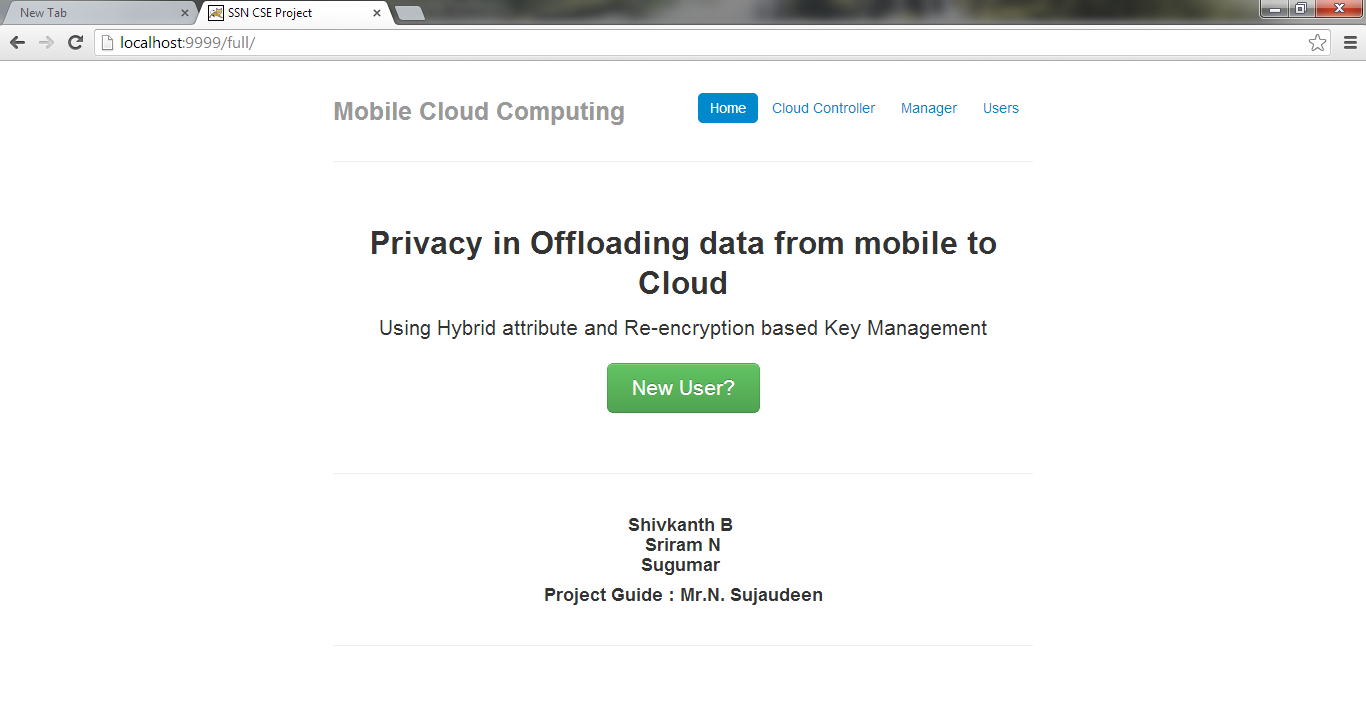 New Tab
SSN CSE Project
localhost:9999/full/
Mobile Cloud Computing
Home
Cloud Controller
Manager
Users
Privacy in Offloading data from mobile to
Cloud
Using Hybrid attribute and Re-encryption based Key Management
New User?
Shivkanth B
Sriram N
Sugumar
Project Guide : Mr.N. Sujaudeen